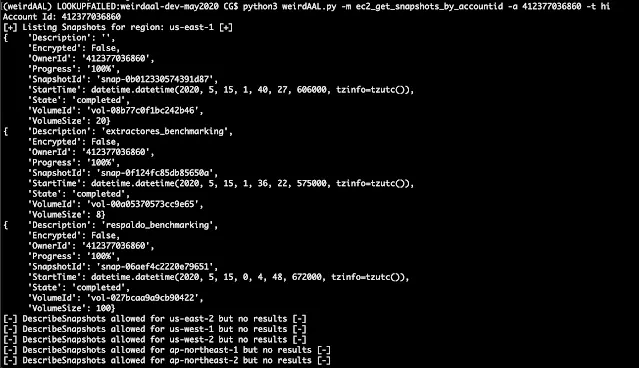 (weirdAAL) LOOKUPFAILED:weirdaal-dev-may2020 CG$ python3 weirdAAL.py -m ec2_get_snapshots_by_accountid -a 412377036860 -t hi
Account Id: 412377036860
[+] Listing Snapshots for region: us-east-1 [+]
{   'Description': '',
    'Encrypted': False,
    'OwnerId': '412377036860',
    'Progress': '100%',
    'SnapshotId': 'snap-0b012330574391d87',
    'StartTime': datetime.datetime(2020, 5, 15, 1, 40, 27, 606000, tzinfo=tzutc()),
    'State': 'completed',
    'VolumeId': 'vol-08b77c0f1bc242b46',
    'VolumeSize': 20}
{   'Description': 'extractores_benchmarking',
    'Encrypted': False,
    'OwnerId': '412377036860',
    'Progress': '100%',
    'SnapshotId': 'snap-0f124fc85db85650a',
    'StartTime': datetime.datetime(2020, 5, 15, 1, 36, 22, 575000, tzinfo=tzutc()),
    'State': 'completed',
    'VolumeId': 'vol-00a05370573cc9e65',
    'VolumeSize': 8}
{   'Description': 'respaldo_benchmarking',
    'Encrypted': False,
    'OwnerId': '412377036860',
    'Progress': '100%',
    'SnapshotId': 'snap-06aef4c2220e79651',
    'StartTime': datetime.datetime(2020, 5, 15, 0, 4, 48, 672000, tzinfo=tzutc()),
    'State': 'completed',
    'VolumeId': 'vol-027bcaa9a9cb90422',
    'VolumeSize': 100}
[-] DescribeSnapshots allowed for us-east-2 but no results [-]
[-] DescribeSnapshots allowed for us-west-1 but no results [-]
[-] DescribeSnapshots allowed for us-west-2 but no results [-]
[-] DescribeSnapshots allowed for ap-northeast-1 but no results [-]
[-] DescribeSnapshots allowed for ap-northeast-2 but no results [-]